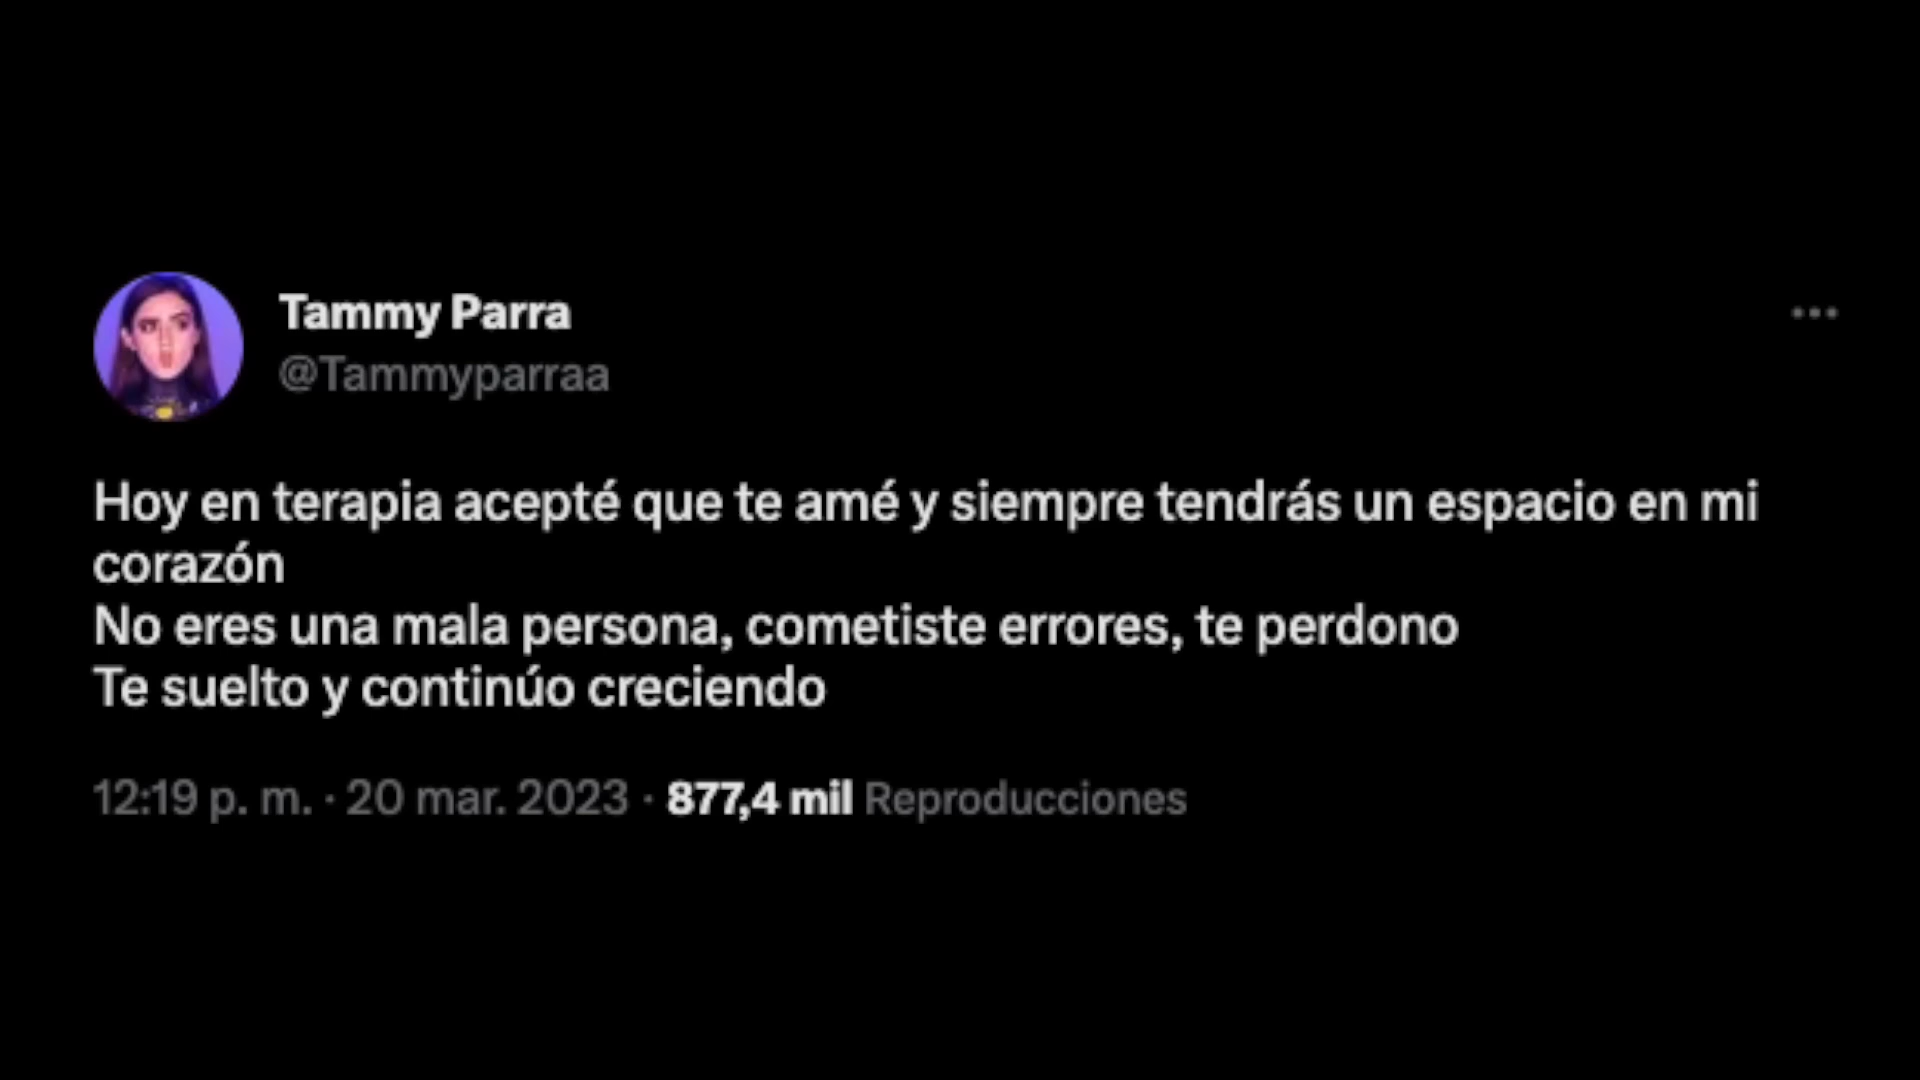 Tammy Parra
@Tammyparraa
Hoy en terapia acepté que te amé y siempre tendrás un espacio en mi
corazón
No eres una mala persona, cometiste errores, te perdono
Te suelto y continúo creciendo
12:19 p. m. · 20 mar. 2023 · 877,4 mil Reproducciones